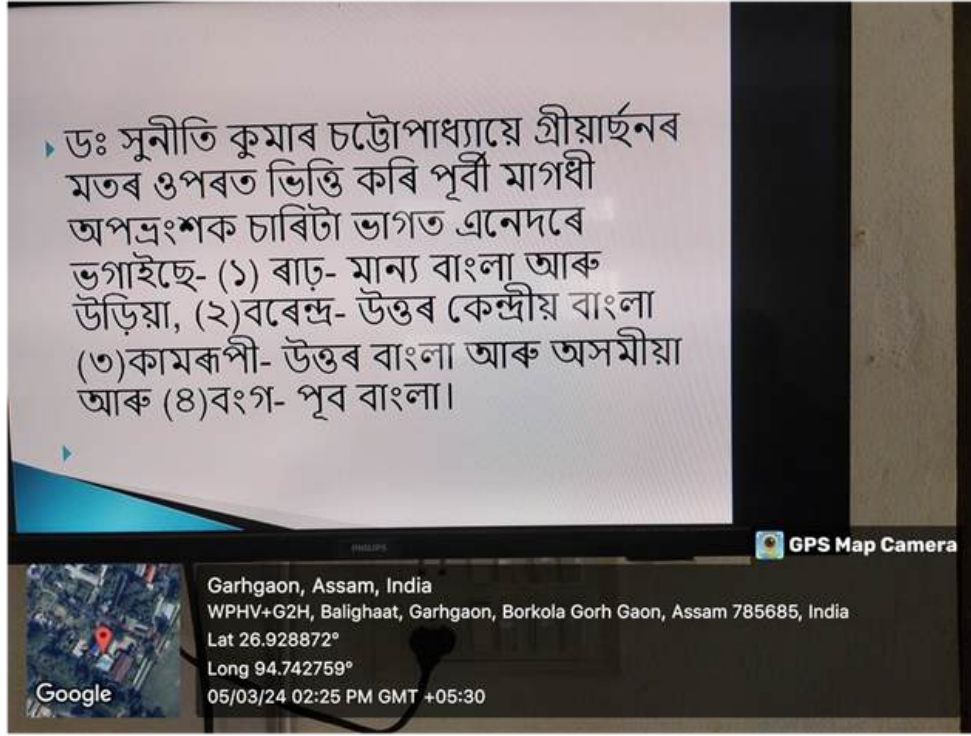 ডঃ সুনীতি কুমাৰ চট্টোপাধ্যায়ে গ্ৰীয়াৰ্ছনৰ
মতৰ ওপৰত ভিত্তি কৰি পূৰ্বী মাগধী
অপভ্ৰংশক চাৰিটা ভাগত এনেদৰে
ভগাইছে- (১) ৰাঢ়- মান্য বাংলা আৰু
উড়িয়া, (২)বৰেন্দ্ৰ- উত্তৰ কেন্দ্ৰীয় বাংলা
(৩)কামৰূপী- উত্তৰ বাংলা আৰু অসমীয়া
আৰু (৪)বংগ- পূব বাংলা।
PHILIPS
GPS Map Camera
Garhgaon, Assam, India
WPHV+G2H, Balighaat, Garhgaon, Borkola Gorh Gaon, Assam 785685, India
Lat 26.928872°
Long 94.742759°
05/03/24 02:25 PM GMT +05:30
Google